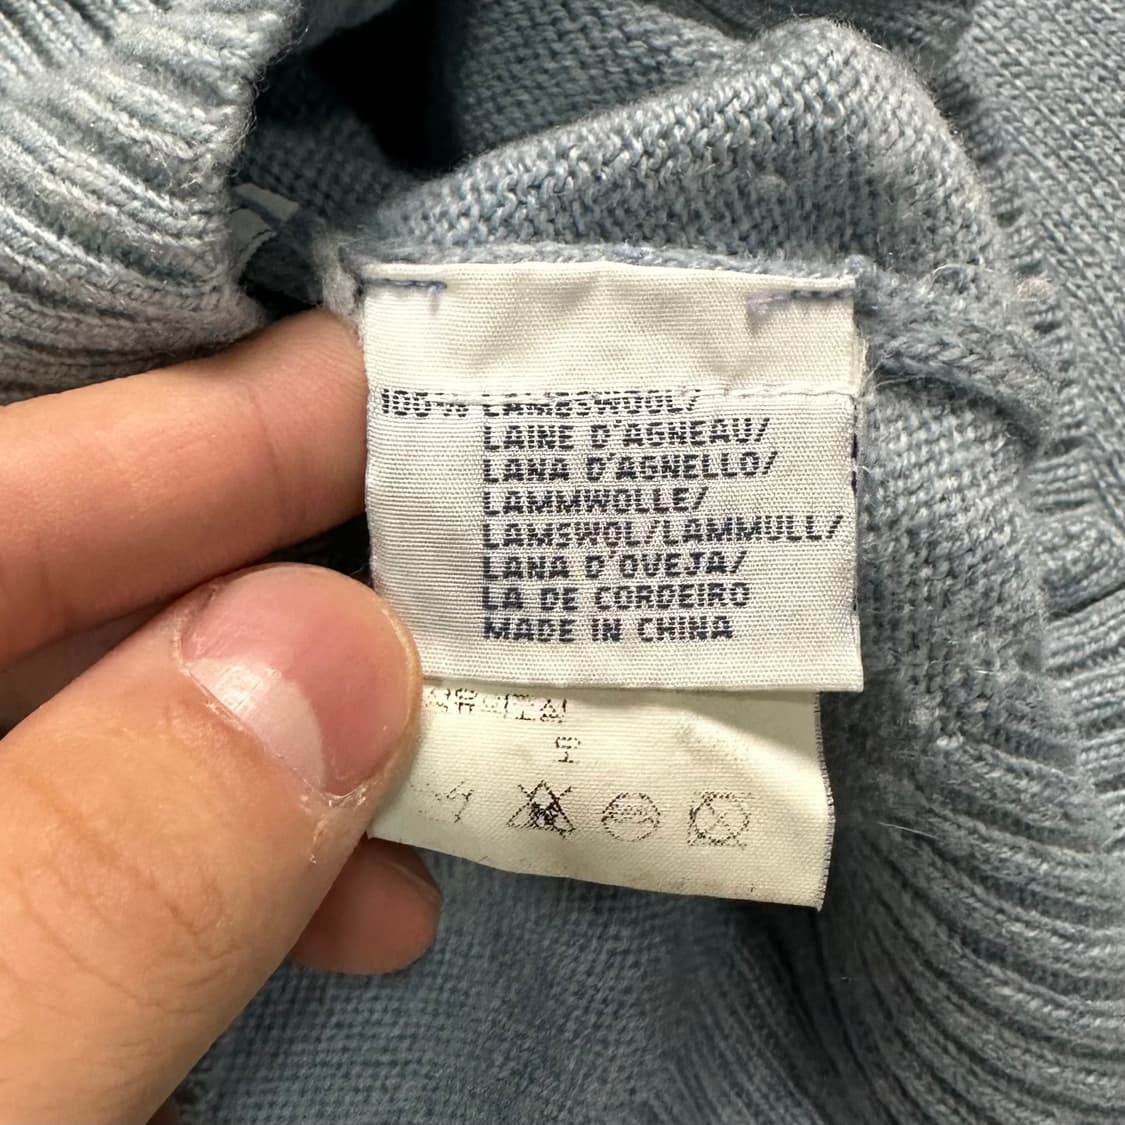 100% LAMBSWOOL/
LAINE D'AGNEAU/
LANA D'AGNELLO/
LAMMWOLLE/
LAMSWOL/LAMMULL/
LANA D'OVEJA/
LA DE CORDEIRO
MADE IN CHINA